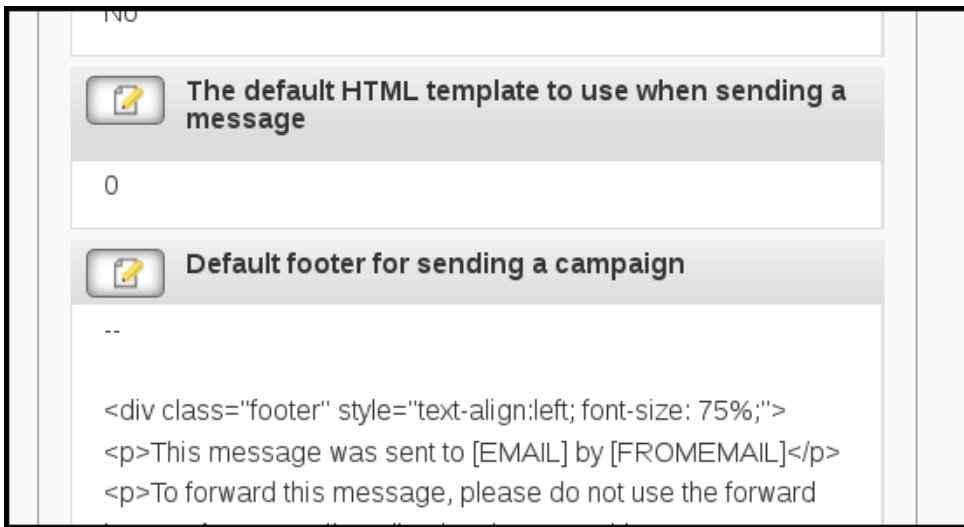 No
The default HTML template to use when sending a
message
0
Default footer for sending a campaign
--
<div class="footer" style="text-align:left; font-size: 75%;">
<p>This message was sent to [EMAIL] by [FROMEMAIL]</p>
<p>To forward this message, please do not use the forward